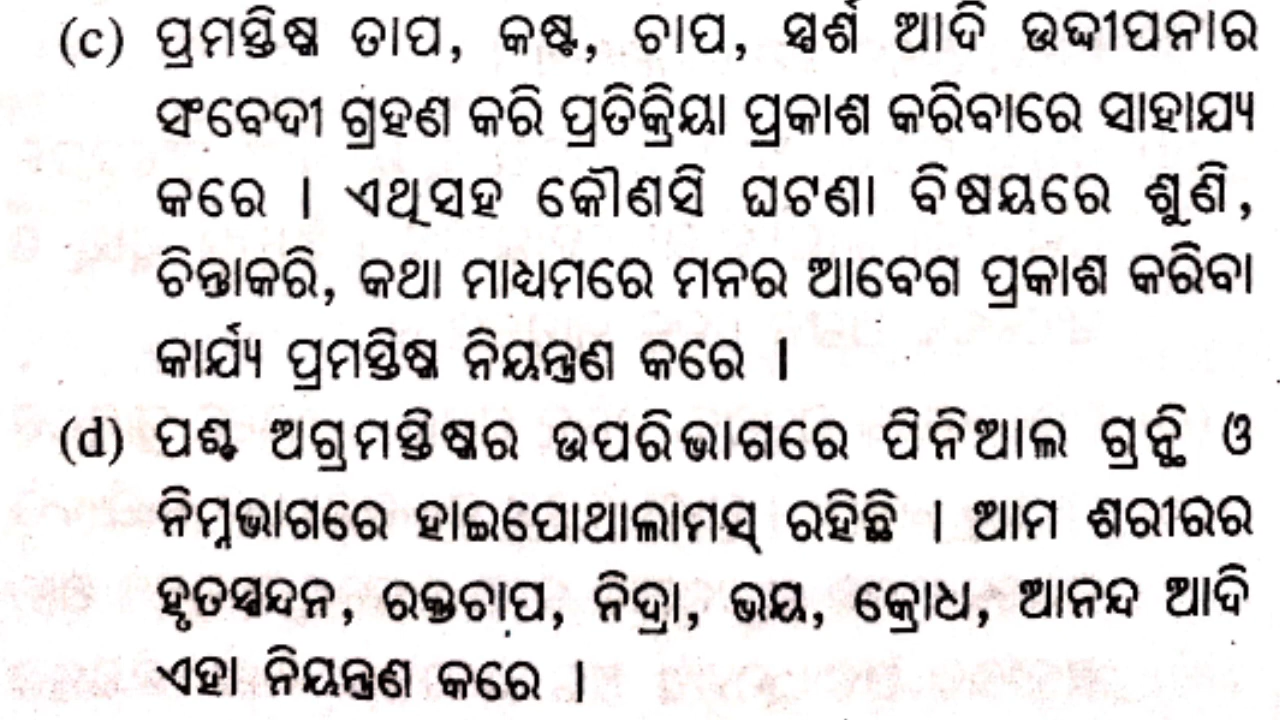 (c) ପ୍ରମସ୍ତିଷ୍କ ତାପ, କଷ୍ଟ, ଚାପ, ସ୍ପର୍ଶ ଆଦି ଉଦ୍ଦୀପନାର
ସଂବେଦୀ ଗ୍ରହଣ କରି ପ୍ରତିକ୍ରିୟା ପ୍ରକାଶ କରିବାରେ ସାହାଯ୍ୟ
କରେ । ଏଥିସହ କୌଣସି ଘଟଣା ବିଷୟରେ ଶୁଣି,
ଚିନ୍ତାକରି, କଥା ମାଧ୍ୟମରେ ମନର ଆବେଗ ପ୍ରକାଶ କରିବା
କାର୍ଯ୍ୟ ପ୍ରମସ୍ତିଷ୍କ ନିୟନ୍ତ୍ରଣ କରେ ।
(d) ପଶ୍ଚ ଅଗ୍ରମସ୍ତିଷ୍କର ଉପରିଭାଗରେ ପିନିଆଲ ଗ୍ରନ୍ଥି ଓ
ନିମ୍ନଭାଗରେ ହାଇପୋଥାଲାମସ୍ ରହିଛି । ଆମ ଶରୀରର
ହୃତସ୍ପନ୍ଦନ, ରକ୍ତଚାପ, ନିଦ୍ରା, ଭୟ, କ୍ରୋଧ, ଆନନ୍ଦ ଆଦି
ଏହା ନିୟନ୍ତ୍ରଣ କରେ ।